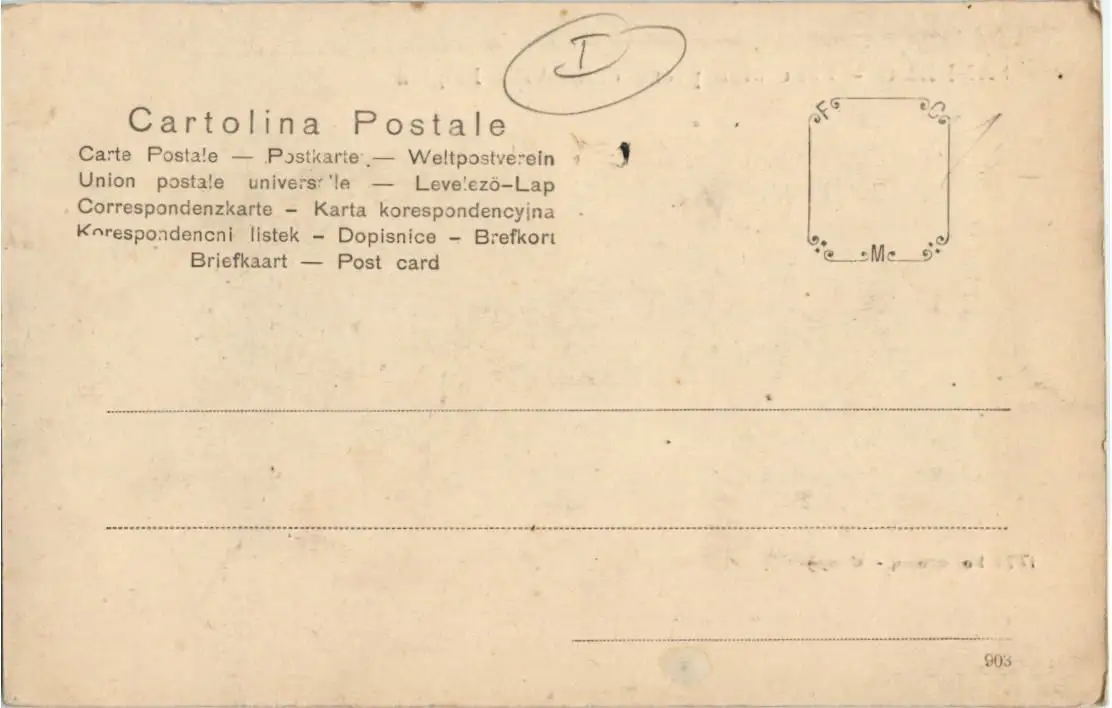 I
Cartolina Postale
Carte Postale — Postkarte — Weltpostverein
Union postale universelle — Levelező-Lap
Correspondenzkarte - Karta korespondencyjna
Korespondencni listek - Dopisnice - Brefkort
Briefkaart — Post card
F C
M
903